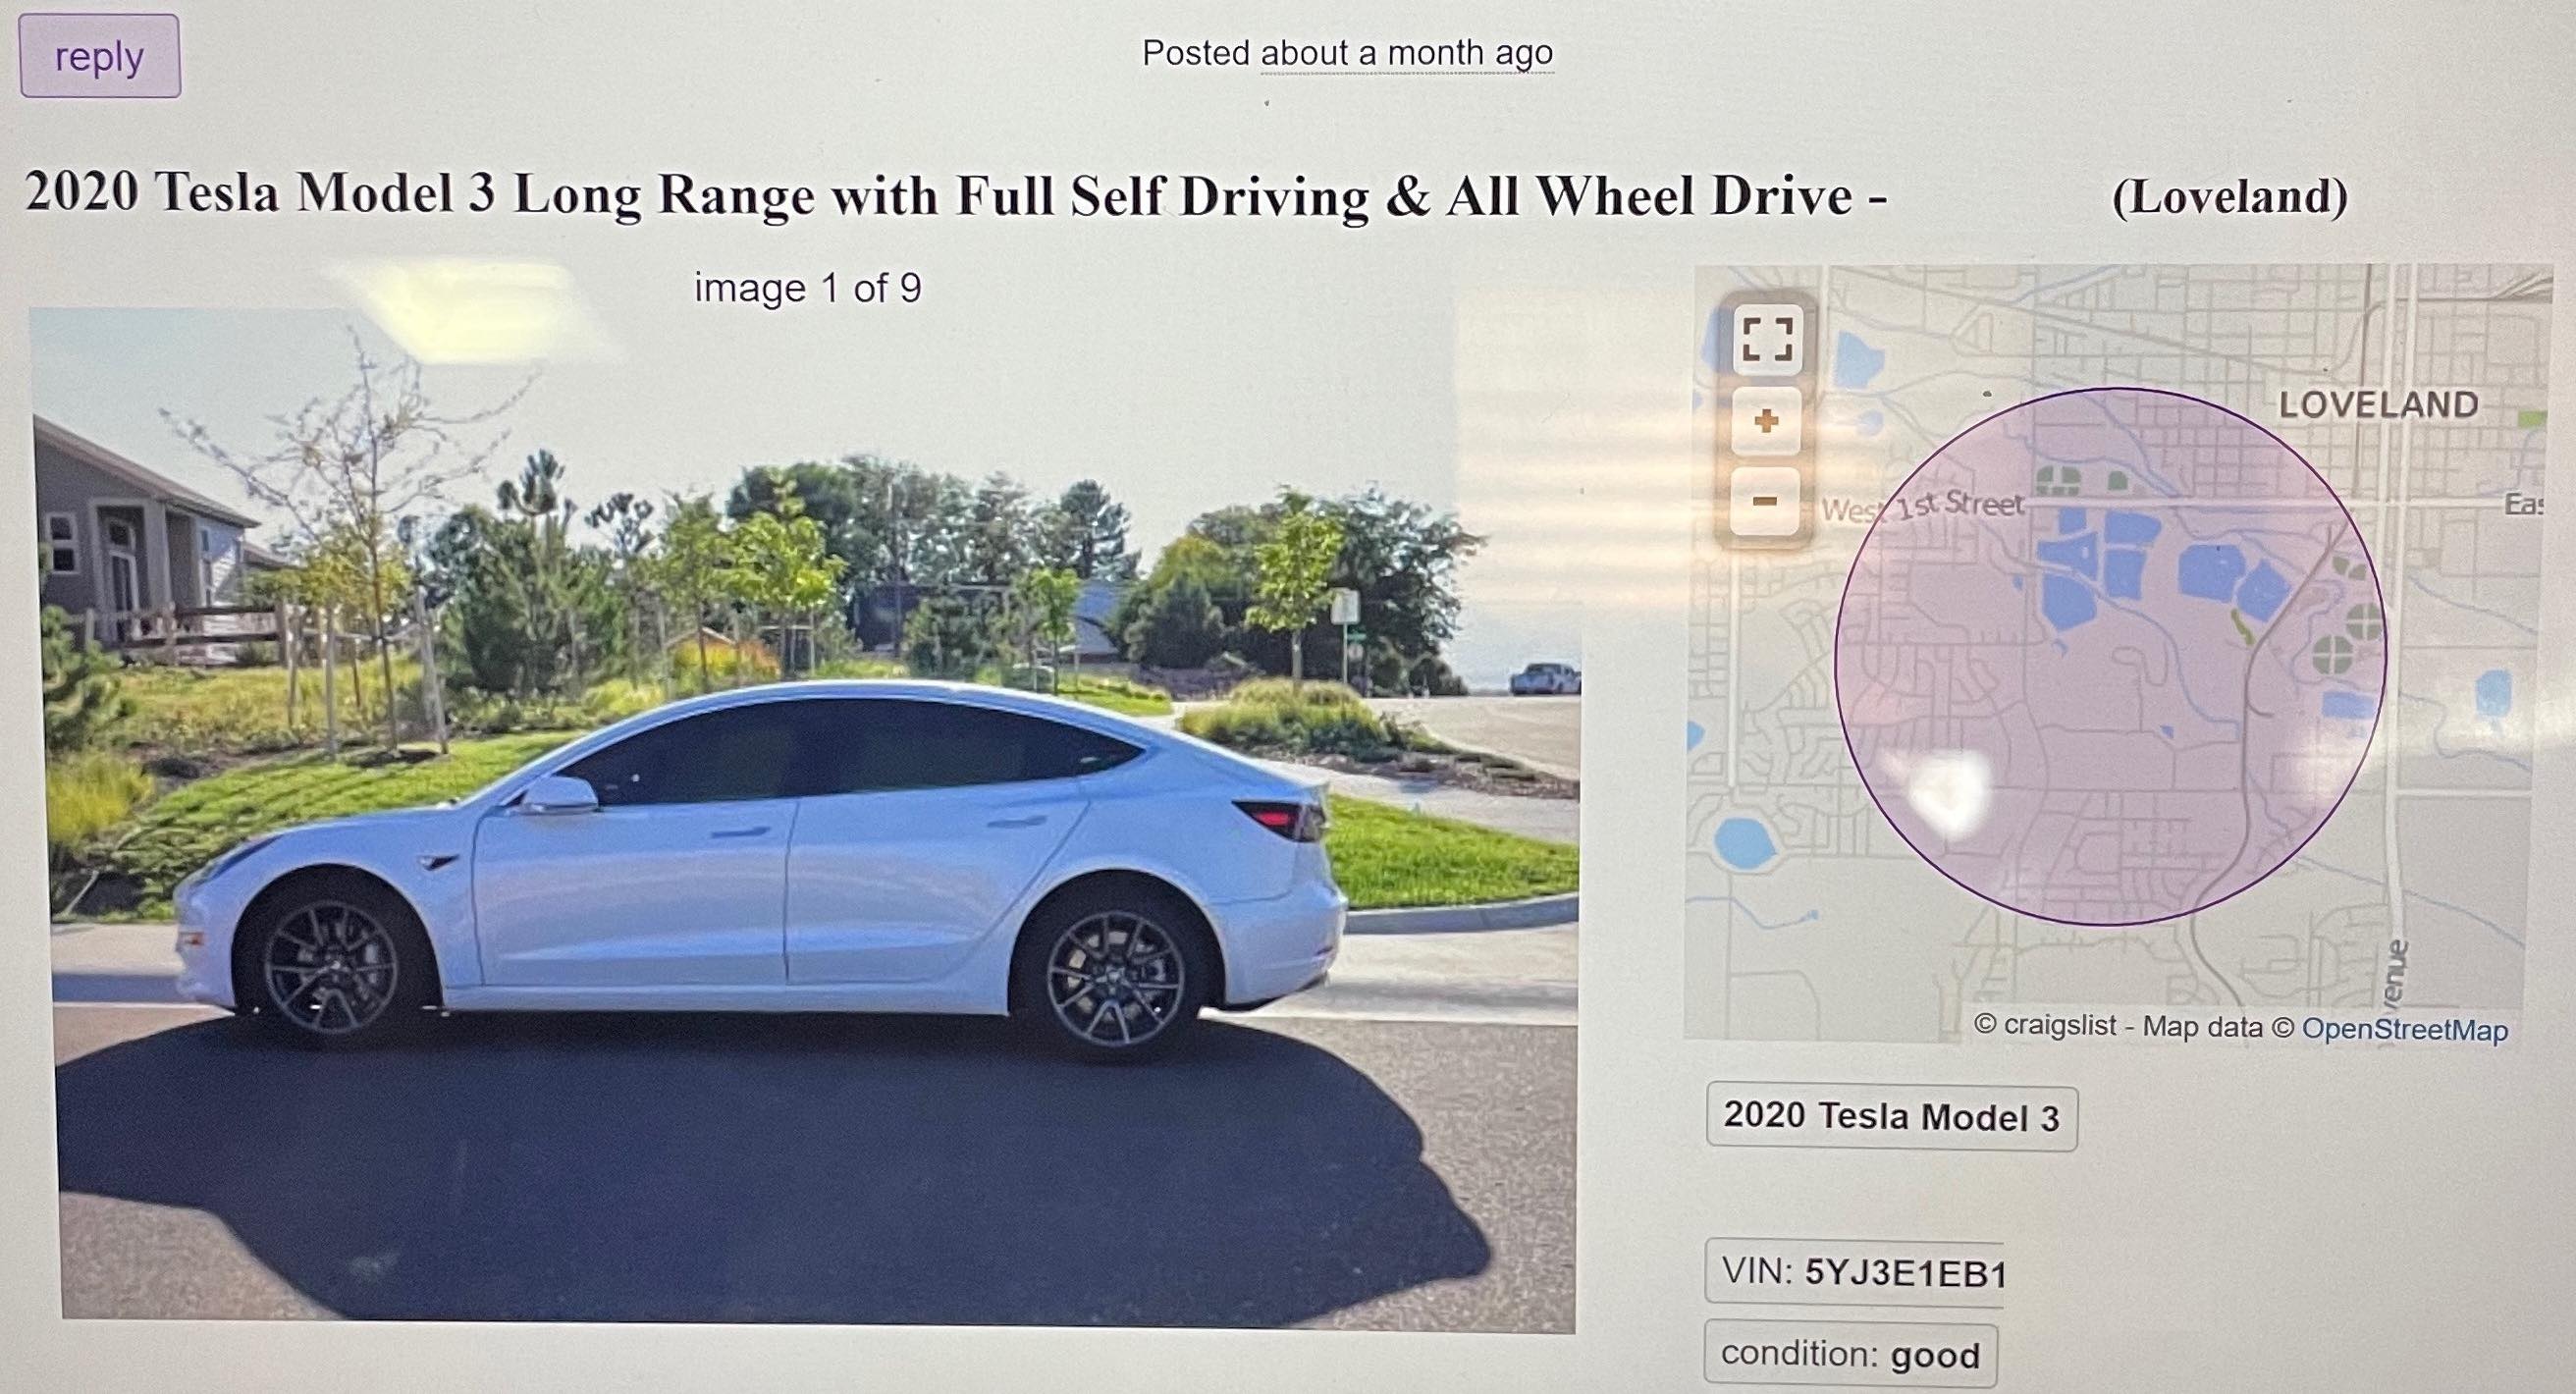 reply
Posted about a month ago
2020 Tesla Model 3 Long Range with Full Self Driving & All Wheel Drive - (Loveland)
image 1 of 9
+
-
LOVELAND
West 1st Street
Eas
venue
© craigslist - Map data © OpenStreetMap
2020 Tesla Model 3
VIN: 5YJ3E1EB1
condition: good